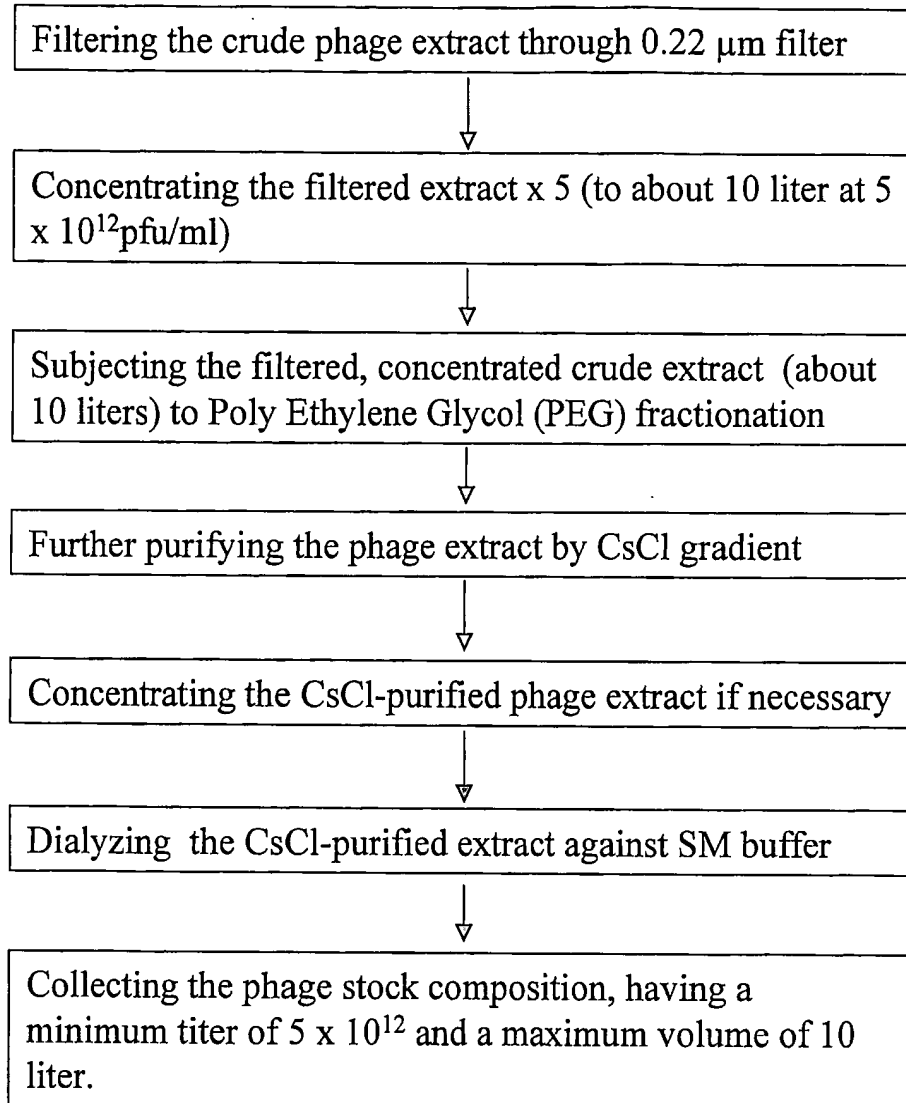 Filtering the crude phage extract through 0.22 μm filter
Concentrating the filtered extract x 5 (to about 10 liter at 5
x 10¹²pfu/ml)
Subjecting the filtered, concentrated crude extract (about
10 liters) to Poly Ethylene Glycol (PEG) fractionation
Further purifying the phage extract by CsCl gradient
Concentrating the CsCl-purified phage extract if necessary
Dialyzing the CsCl-purified extract against SM buffer
Collecting the phage stock composition, having a
minimum titer of 5 x 10¹² and a maximum volume of 10
liter.